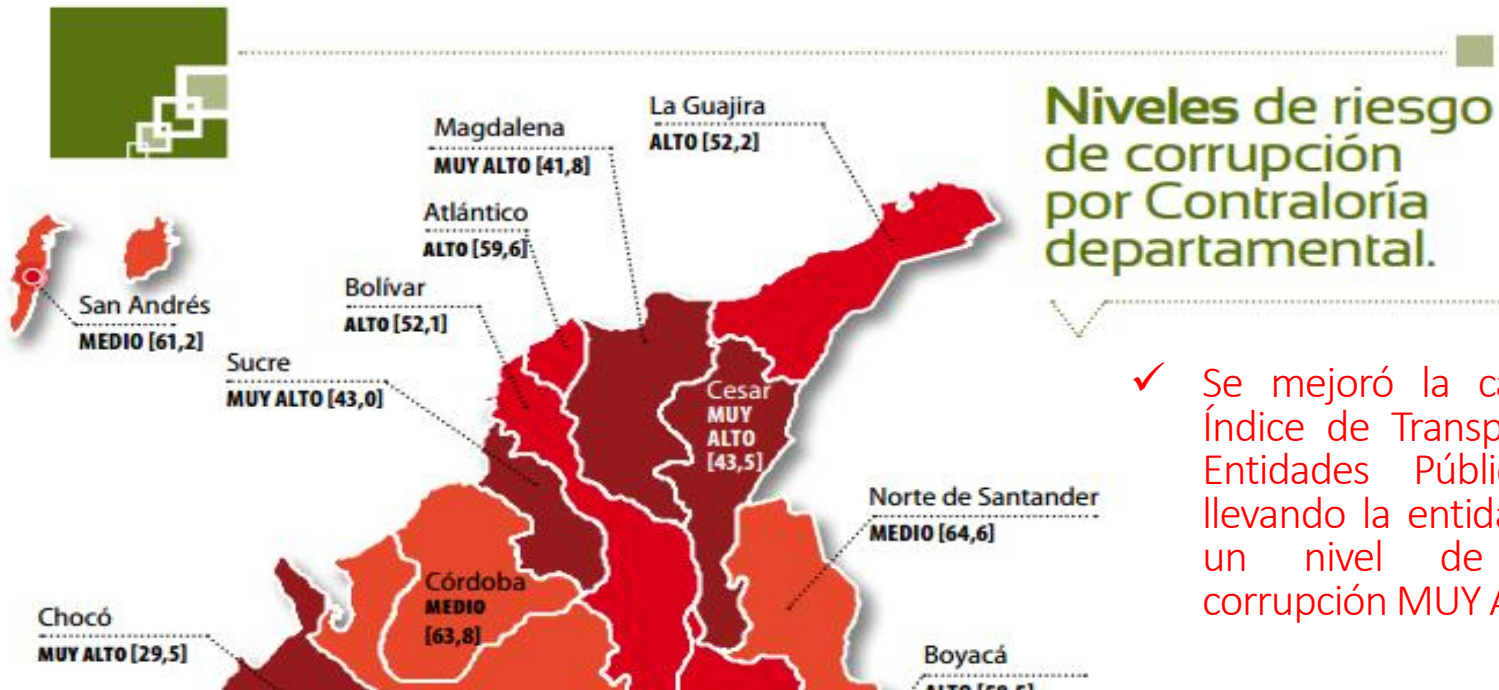 Niveles de riesgo
de corrupción
por Contraloría
departamental.
La Guajira
ALTO [52,2]
Magdalena
MUY ALTO [41,8]
Atlántico
ALTO [59,6]
Bolívar
ALTO [52,1]
San Andrés
MEDIO [61,2]
Sucre
MUY ALTO [43,0]
Cesar
MUY
ALTO
[43,5]
Norte de Santander
MEDIO [64,6]
Córdoba
MEDIO
[63,8]
Chocó
MUY ALTO [29,5]
Boyacá
ALTO
✓ Se mejoró la
Índice de
Entidades
llevando la
un nivel de
corrupción MUY